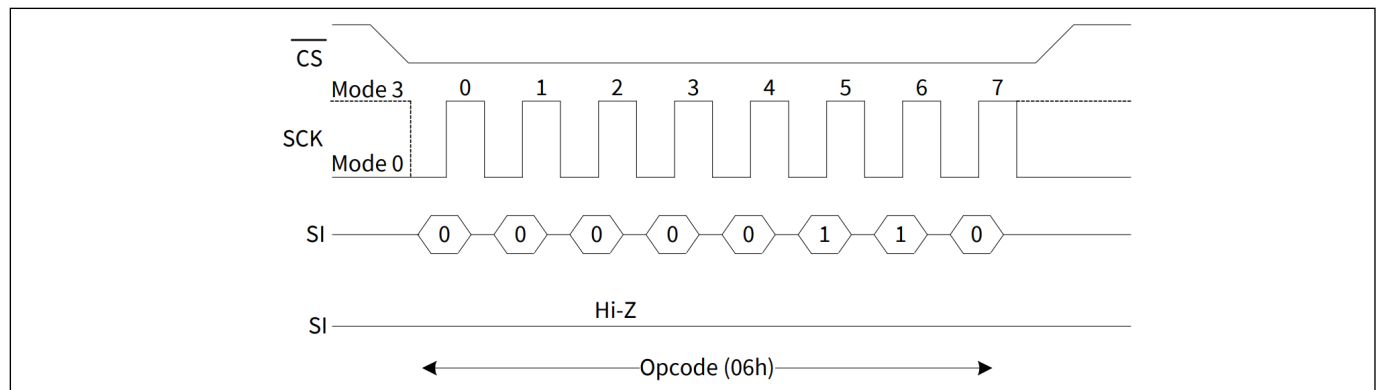 CS
Mode 3 0 1 2 3 4 5 6 7
SCK
Mode 0
SI 0 0 0 0 0 1 1 0
Hi-Z
SI
Opcode (06h)